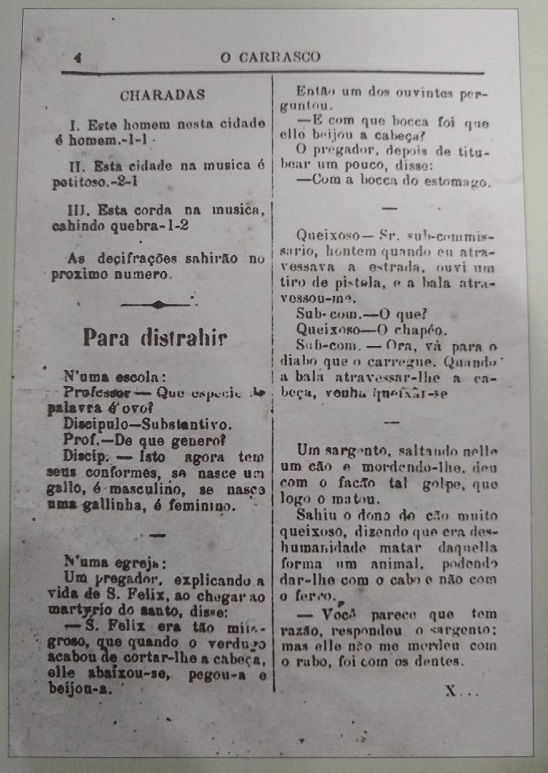 4
O CARRASCO
CHARADAS
I. Este homem nesta cidade
é homem.-1-1
II. Esta cidade na musica é
petitoso.-2-1
III. Esta corda na musica,
cahindo quebra-1-2
As deçifrações sahirão no
proximo numero.
Para distrahir
N'uma escola:
Professor — Que especie de
palavra é ovo?
Discipulo—Substantivo.
Prof.—De que genero?
Discip. — Isto agora tem
seus conformes, se nasce um
gallo, é masculino, se nasce
uma gallinha, é feminino.
—
N'uma egreja:
Um pregador, explicando a
vida de S. Felix, ao chegar ao
martyrio do santo, disse:
— S. Felix era tão mila-
groso, que quando o verdugo
acabou de cortar-lhe a cabeça,
elle abaixou-se, pegou-a e
beijou-a.
Então um dos ouvintes per-
guntou.
—E com que bocca foi que
elle beijou a cabeça?
O pregador, depois de titu-
bear um pouco, disse:
—Com a bocca do estomago.
—
Queixoso— Sr. sub-commis-
sario, hontem quando eu atra-
vessava a estrada, ouvi um
tiro de pistola, e a bala atra-
vessou-me.
Sub-com.—O que?
Queixoso—O chapéo.
Sub-com. — Ora, vá para o
diabo que o carregue. Quando
a bala atravessar-lhe a ca-
beça, venha queixar-se
—
Um sargento, saltando nelle
um cão e mordendo-lhe, deu
com o facão tal golpe, que
logo o matou.
Sahiu o dono do cão muito
queixoso, dizendo que era des-
humanidade matar daquella
forma um animal, podendo
dar-lhe com o cabo e não com
o ferro.
— Você parece que tem
razão, respondeu o sargento;
mas elle não me mordeu com
o rabo, foi com os dentes.
X...